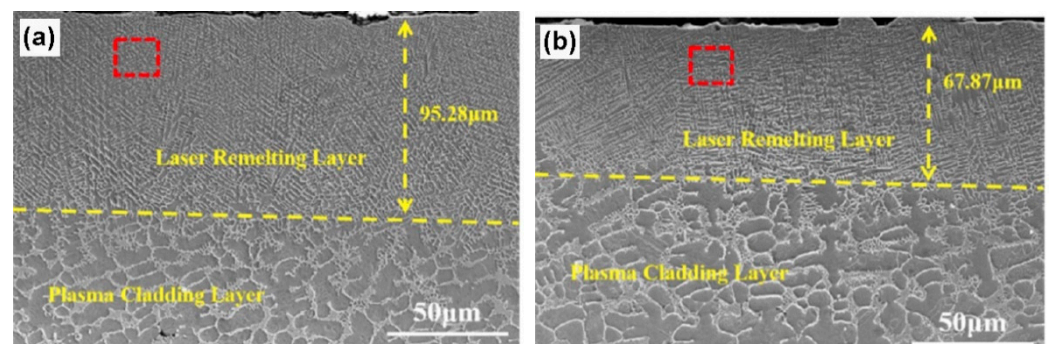 (a)
95.28μm
Laser Remelting Layer
Plasma Cladding Layer
50μm
(b)
67.87μm
Laser Remelting Layer
Plasma Cladding Layer
50μm